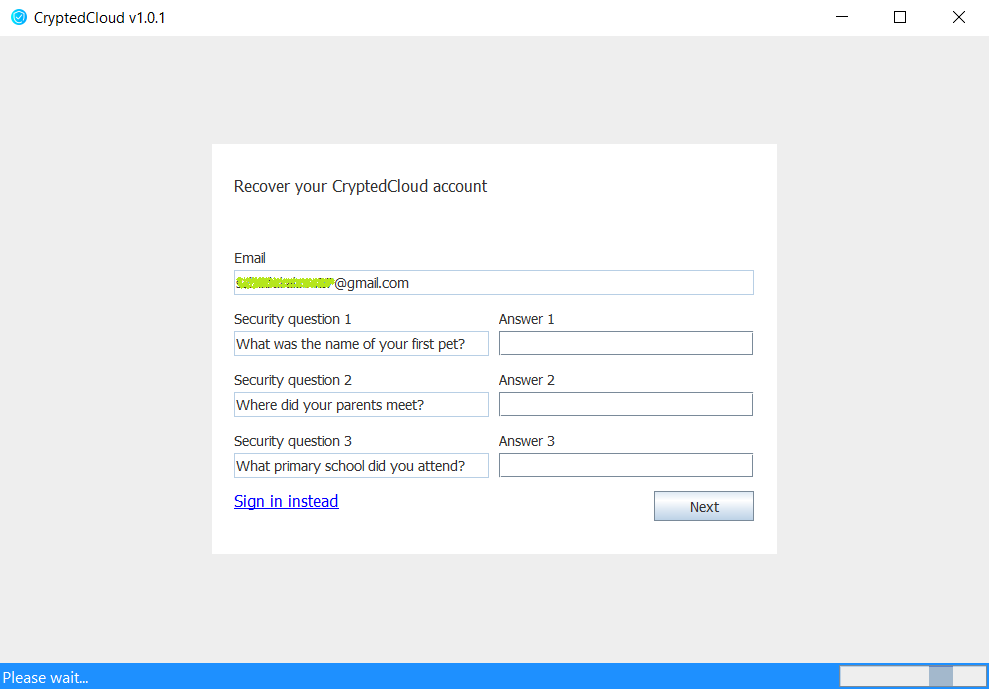 CryptedCloud v1.0.1
Recover your CryptedCloud account
Email
@gmail.com
Security question 1 Answer 1
What was the name of your first pet?
Security question 2 Answer 2
Where did your parents meet?
Security question 3 Answer 3
What primary school did you attend?
Sign in instead Next
Please wait...